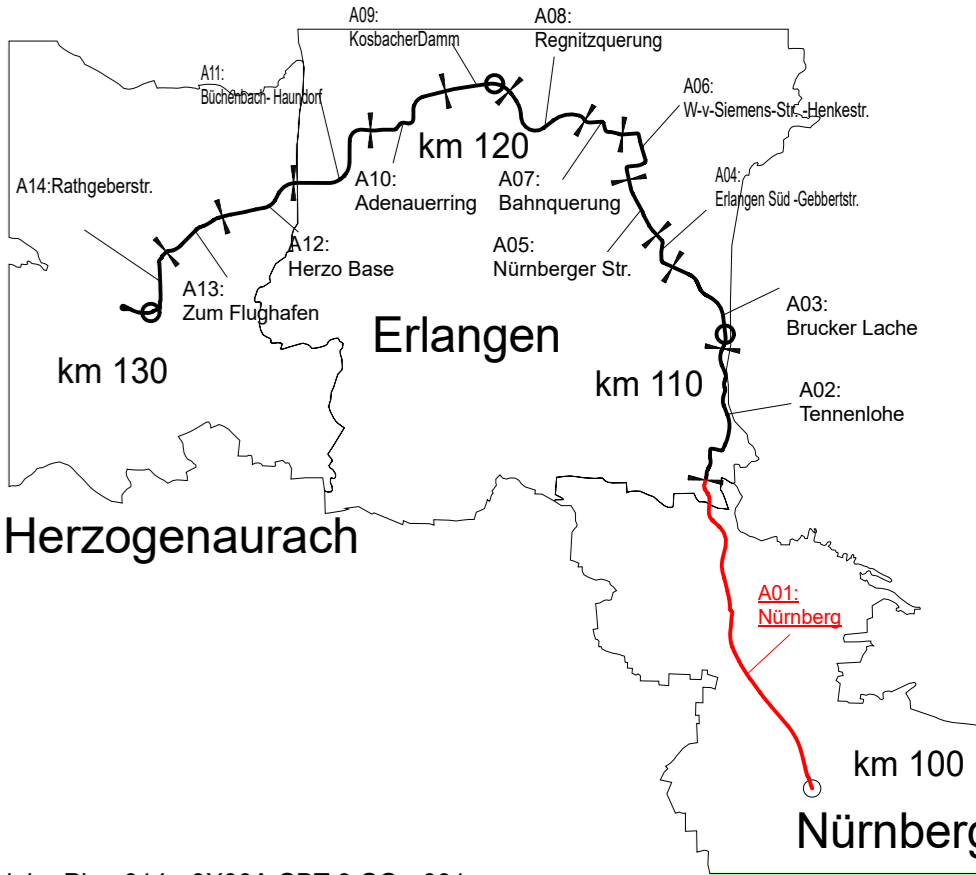 A09:
KosbacherDamm
A08:
Regnitzquerung
A11:
Büchenbach- Haundorf
A06:
W-v-Siemens-Str. -Henkestr.
km 120
A14:Rathgeberstr.
A10:
Adenauerring
A07:
Bahnquerung
A04:
Erlangen Süd -Gebbertstr.
A12:
Herzo Base
A05:
Nürnberger Str.
A13:
Zum Flughafen
A03:
Brucker Lache
Erlangen
km 130
km 110
A02:
Tennenlohe
Herzogenaurach
A01:
Nürnberg
km 100
Nürnberg